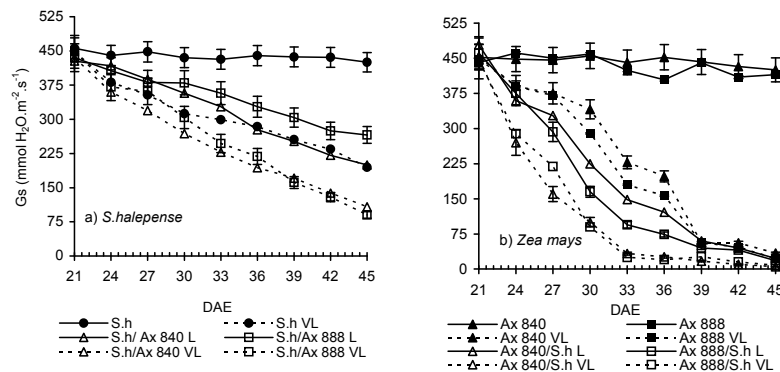 525
450
375
300
225
150
75
0
Gs (mmol H2O.m-2.s1)
a) S.halepense
21 24 27 30 33 36 39 42 45
DAE
S.h
S.h VL
S.h/ Ax 840 L
S.h/Ax 888 L
S.h/Ax 840 VL
S.h/Ax 888 VL
525
450
375
300
225
150
75
0
b) Zea mays
21 24 27 30 33 36 39 42 45
DAE
Ax 840
Ax 888
Ax 840 VL
Ax 888 VL
Ax 840/S.h L
Ax 888/S.h L
Ax 840/S.h VL
Ax 888/S.h VL